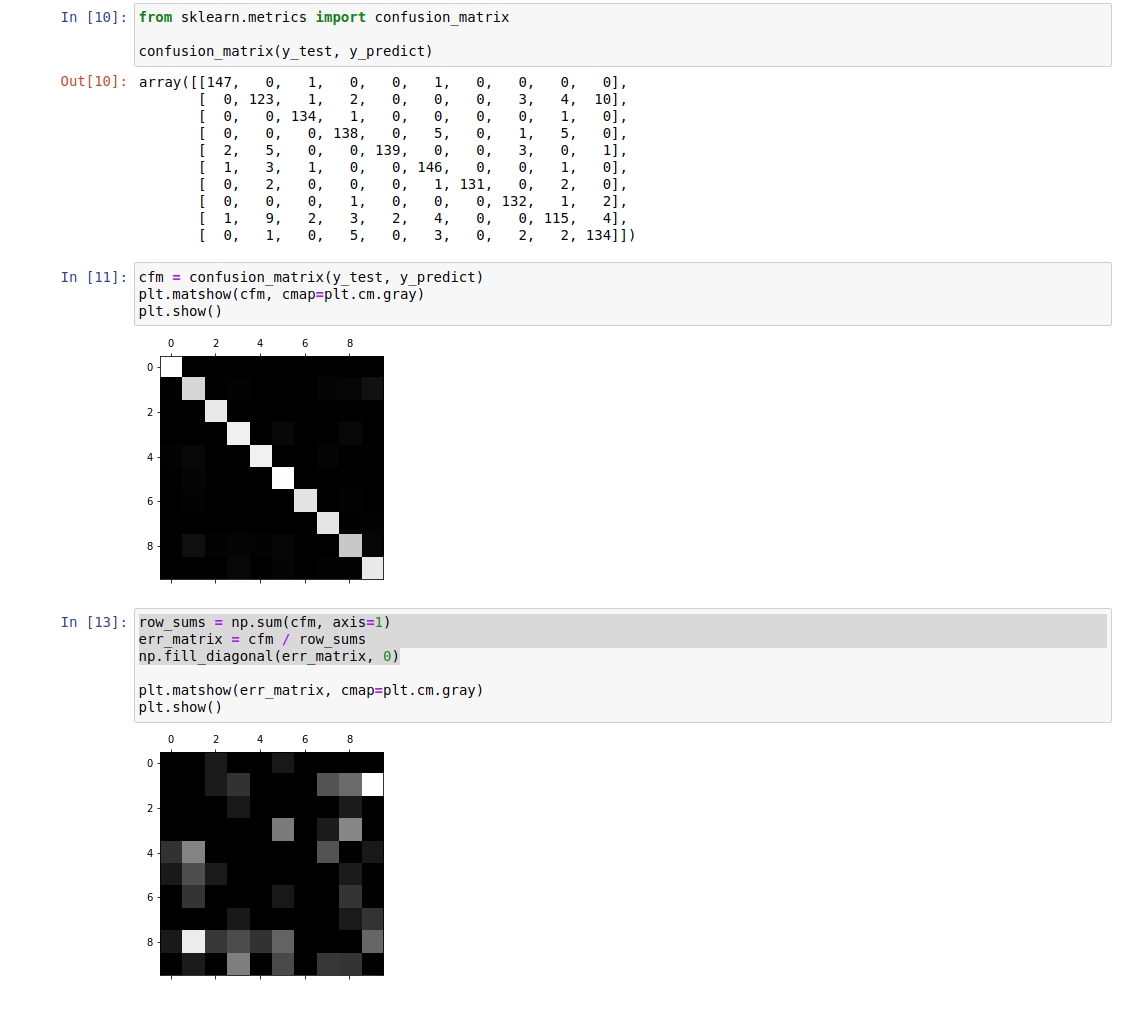 In [10]: from sklearn.metrics import confusion_matrix
confusion_matrix(y_test, y_predict)
Out[10]: array([[147, 0, 1, 0, 0, 1, 0, 0, 0, 0],
[ 0, 123, 1, 2, 0, 0, 0, 3, 4, 10],
[ 0, 0, 134, 1, 0, 0, 0, 0, 1, 0],
[ 0, 0, 0, 138, 0, 5, 0, 1, 5, 0],
[ 2, 5, 0, 0, 139, 0, 0, 3, 0, 1],
[ 1, 3, 1, 0, 0, 146, 0, 0, 1, 0],
[ 0, 2, 0, 0, 0, 1, 131, 0, 2, 0],
[ 0, 0, 0, 1, 0, 0, 0, 132, 1, 2],
[ 1, 9, 2, 3, 2, 4, 0, 0, 115, 4],
[ 0, 1, 0, 5, 0, 3, 0, 2, 2, 134]])
In [11]: cfm = confusion_matrix(y_test, y_predict)
plt.matshow(cfm, cmap=plt.cm.gray)
plt.show()
0 2 4 6 8
0
2
4
6
8
In [13]: row_sums = np.sum(cfm, axis=1)
err_matrix = cfm / row_sums
np.fill_diagonal(err_matrix, 0)
plt.matshow(err_matrix, cmap=plt.cm.gray)
plt.show()
0 2 4 6 8
0
2
4
6
8